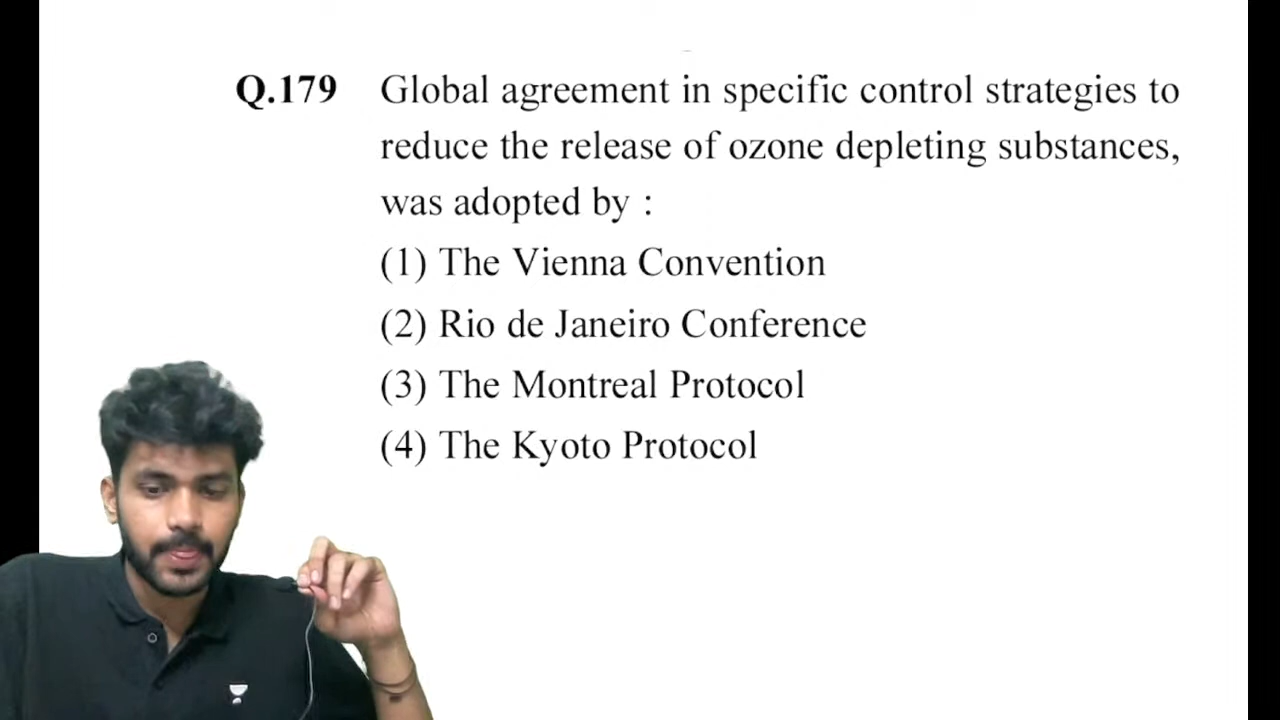 Q.179 Global agreement in specific control strategies to
reduce the release of ozone depleting substances,
was adopted by :
(1) The Vienna Convention
(2) Rio de Janeiro Conference
(3) The Montreal Protocol
(4) The Kyoto Protocol